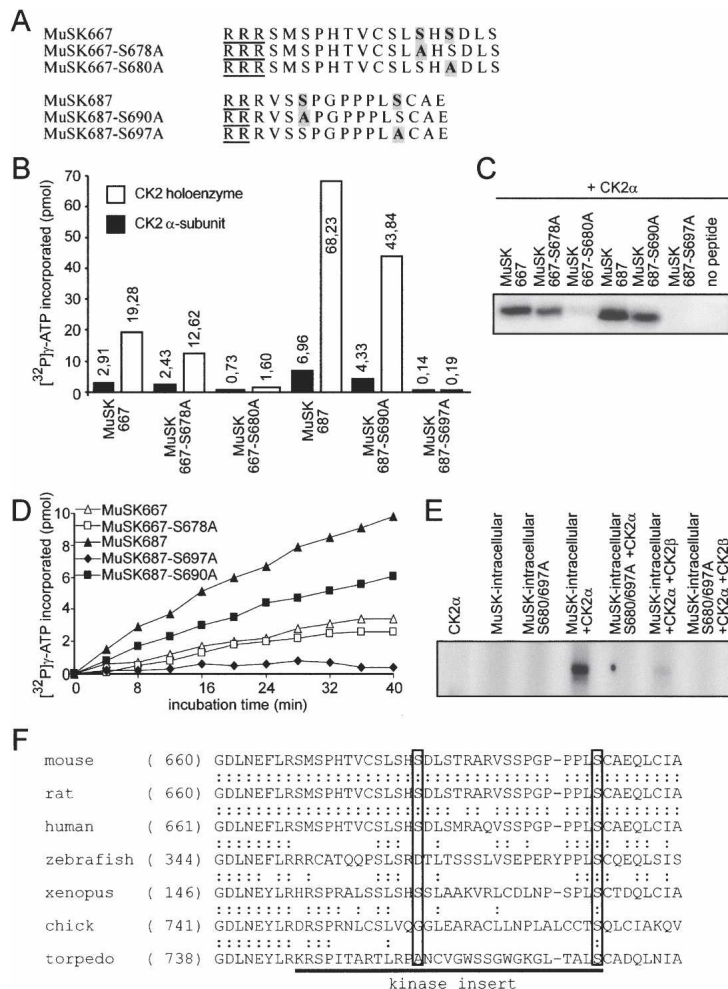 A
MuSK667 RRRSMSPHTVCSLSHSDLS
MuSK667-S678A RRRSMSPHTVCSLAHSDLS
MuSK667-S680A RRRSMSPHTVCSLSHADLS
MuSK687 RRRVSSPGPPPLSCAE
MuSK687-S690A RRRVSAPGPPPLSCAE
MuSK687-S697A RRRVSSPGPPPLACAE
B
[32P]γ-ATP incorporated (pmol)
70
60
50
40
30
20
10
0
CK2 holoenzyme
CK2 α-subunit
2,91
19,28
2,43
12,62
0,73
1,60
6,96
68,23
4,33
43,84
0,14
0,19
MuSK 667
MuSK 667-S678A
MuSK 667-S680A
MuSK 687
MuSK 687-S690A
MuSK 687-S697A
C
+ CK2α
MuSK 667
MuSK 667-S678A
MuSK 667-S680A
MuSK 687
MuSK 687-S690A
MuSK 687-S697A
no peptide
D
[32P]γ-ATP incorporated (pmol)
10
8
6
4
2
0
MuSK667
MuSK667-S678A
MuSK687
MuSK687-S697A
MuSK687-S690A
0 8 16 24 32 40
incubation time (min)
E
CK2α
MuSK-intracellular
MuSK-intracellular S680/697A
MuSK-intracellular +CK2α
MuSK-intracellular S680/697A +CK2α
MuSK-intracellular +CK2α +CK2β
MuSK-intracellular S680/697A +CK2α +CK2β
F
mouse ( 660) GDLNEFLRSMSPHTVCSLSHSDLSTRARVSSPGP-PPLSCAEQLCIA
rat ( 660) GDLNEFLRSMSPHTVCSLSHSDLSTRARVSSPGP-PPLSCAEQLCIA
human ( 661) GDLNEFLRSMSPHTVCSLSHSDLSMRAQVSSPGP-PPLSCAEQLCIA
zebrafish ( 344) GDLNEFLRRRCATQQPSLSRDTLTSSSLVSEPERYPPLSCQEQLSIS
xenopus ( 146) GDLNEYLRHRSPRALSSLSHSSLAAKVRLCDLNP-SPLSCTDQLCIA
chick ( 741) GDLNEYLRDRSPRNLCSLVQGGLEARACLLNPLALCCTSQLCIAKQV
torpedo ( 738) GDLNEYLRKRSPITARTLRPANCVGWSSGWGKGL-TALSCADQLNIA
kinase insert